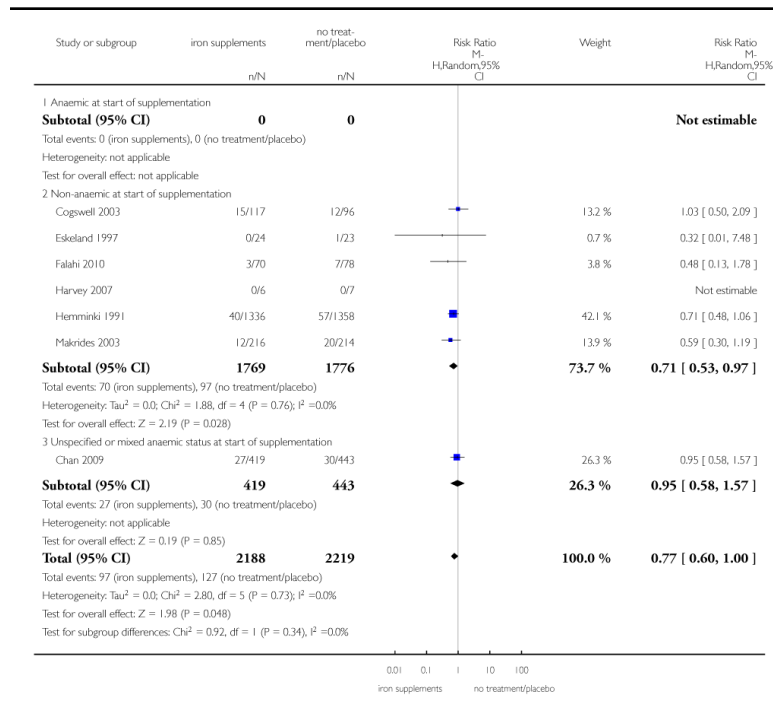 Study or subgroup iron supplements no treat-ment/placebo Risk Ratio Weight Risk Ratio
M-H,Random,95% CI M-H,Random,95% CI
n/N n/N
1 Anaemic at start of supplementation
Subtotal (95% CI) 0 0 Not estimable
Total events: 0 (iron supplements), 0 (no treatment/placebo)
Heterogeneity: not applicable
Test for overall effect: not applicable
2 Non-anaemic at start of supplementation
Cogswell 2003 15/117 12/96 13.2 % 1.03 [ 0.50, 2.09 ]
Eskeland 1997 0/24 1/23 0.7 % 0.32 [ 0.01, 7.48 ]
Falahi 2010 3/70 7/78 3.8 % 0.48 [ 0.13, 1.78 ]
Harvey 2007 0/6 0/7 Not estimable
Hemminki 1991 40/1336 57/1358 42.1 % 0.71 [ 0.48, 1.06 ]
Makrides 2003 12/216 20/214 13.9 % 0.59 [ 0.30, 1.19 ]
Subtotal (95% CI) 1769 1776 73.7 % 0.71 [ 0.53, 0.97 ]
Total events: 70 (iron supplements), 97 (no treatment/placebo)
Heterogeneity: Tau² = 0.0; Chi² = 1.88, df = 4 (P = 0.76); I² =0.0%
Test for overall effect: Z = 2.19 (P = 0.028)
3 Unspecified or mixed anaemic status at start of supplementation
Chan 2009 27/419 30/443 26.3 % 0.95 [ 0.58, 1.57 ]
Subtotal (95% CI) 419 443 26.3 % 0.95 [ 0.58, 1.57 ]
Total events: 27 (iron supplements), 30 (no treatment/placebo)
Heterogeneity: not applicable
Test for overall effect: Z = 0.19 (P = 0.85)
Total (95% CI) 2188 2219 100.0 % 0.77 [ 0.60, 1.00 ]
Total events: 97 (iron supplements), 127 (no treatment/placebo)
Heterogeneity: Tau² = 0.0; Chi² = 2.80, df = 5 (P = 0.73); I² =0.0%
Test for overall effect: Z = 1.98 (P = 0.048)
Test for subgroup differences: Chi² = 0.92, df = 1 (P = 0.34), I² =0.0%
0.01 0.1 1 10 100
iron supplements no treatment/placebo